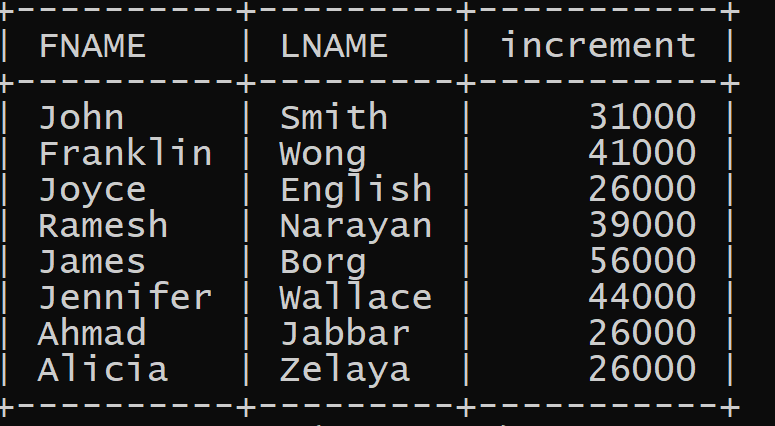 +----------+---------+-----------+
| FNAME    | LNAME   | increment |
+----------+---------+-----------+
| John     | Smith   |     31000 |
| Franklin | Wong    |     41000 |
| Joyce    | English |     26000 |
| Ramesh   | Narayan |     39000 |
| James    | Borg    |     56000 |
| Jennifer | Wallace |     44000 |
| Ahmad    | Jabbar  |     26000 |
| Alicia   | Zelaya  |     26000 |
+----------+---------+-----------+